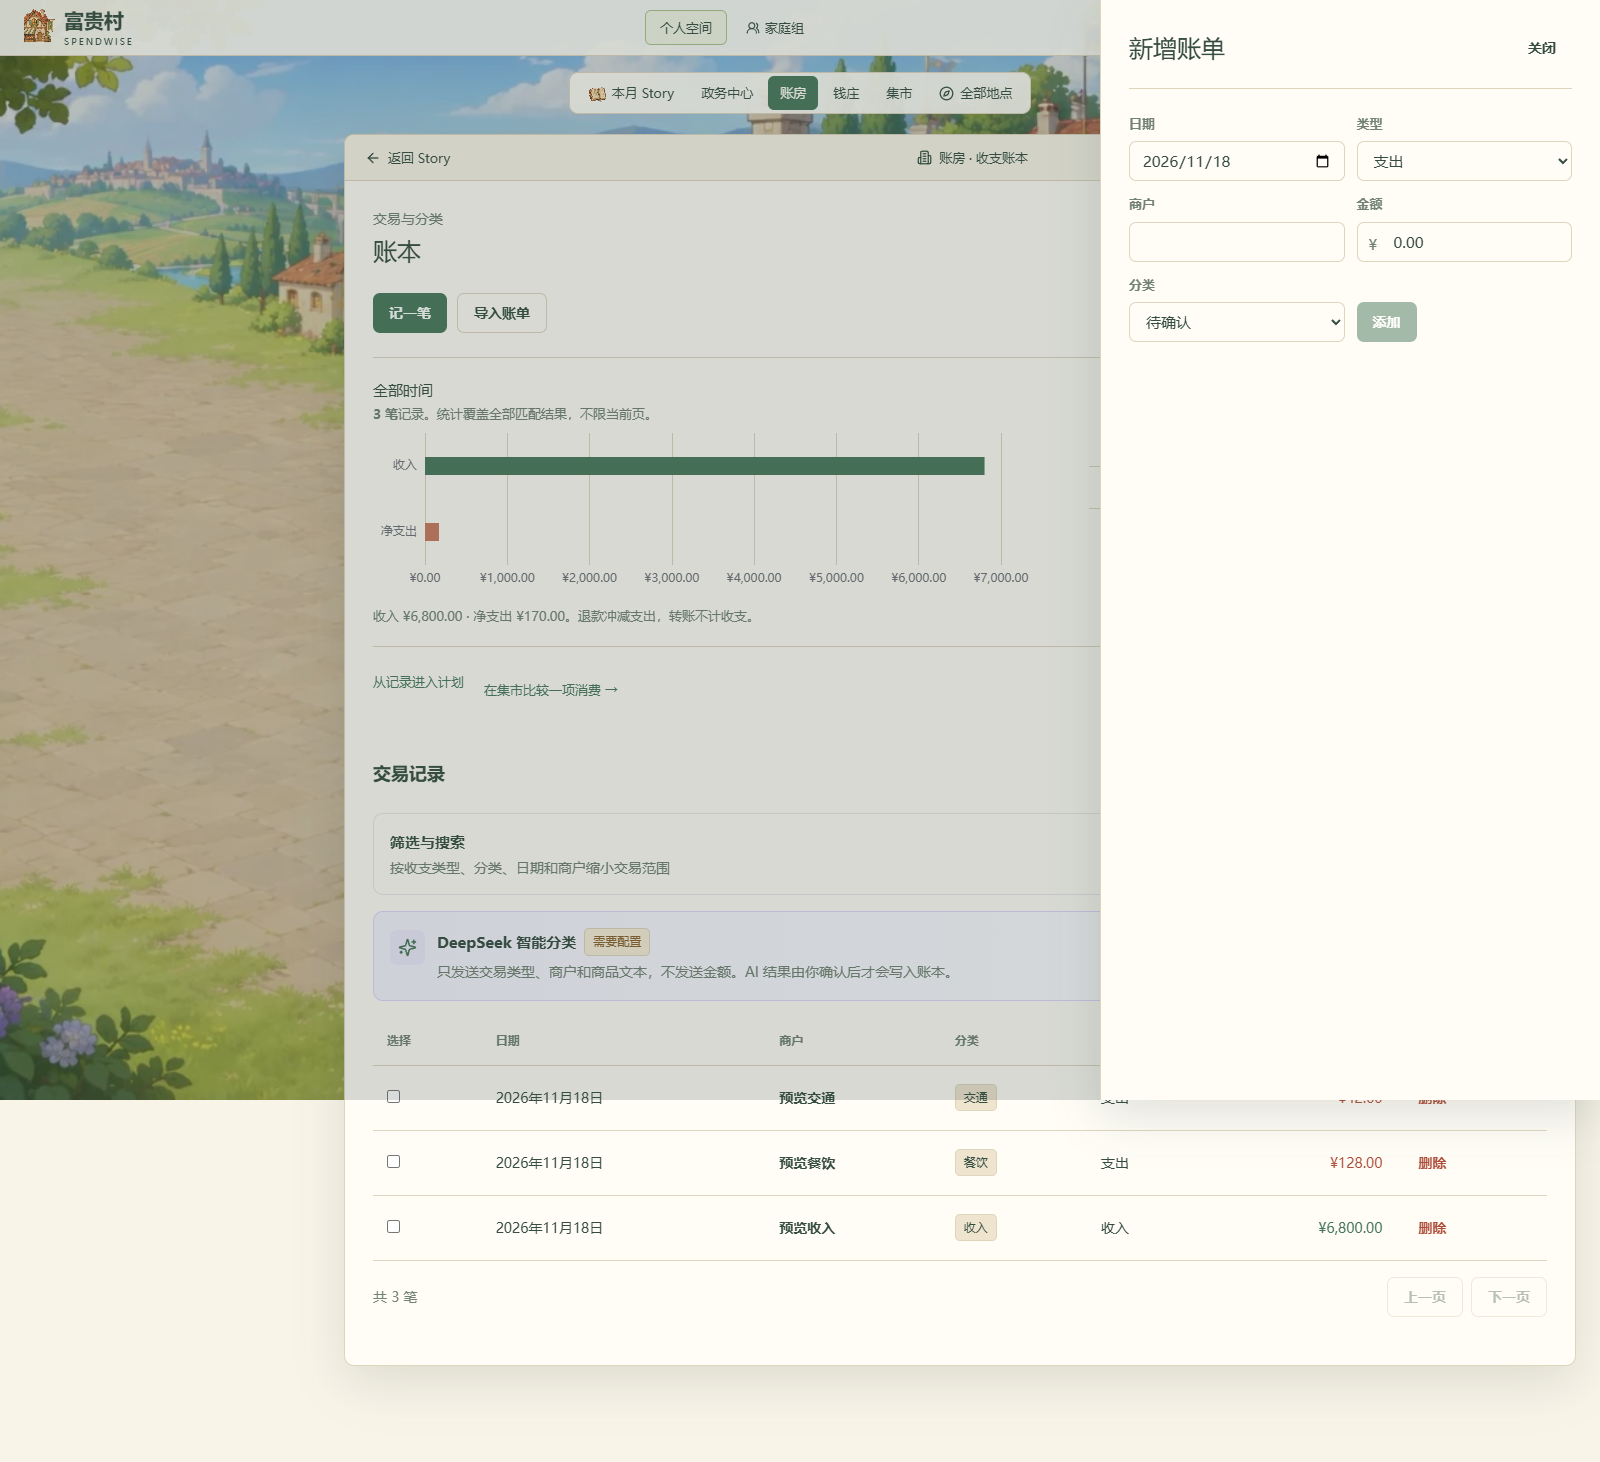 富贵村
SPENDWISE
个人空间
家庭组
本月 Story
政务中心
账房
钱庄
集市
全部地点
返回 Story
账房 · 收支账本
交易与分类
账本
记一笔
导入账单
全部时间
3 笔记录。统计覆盖全部匹配结果，不限当前页。
收入
净支出
¥0.00
¥1,000.00
¥2,000.00
¥3,000.00
¥4,000.00
¥5,000.00
¥6,000.00
¥7,000.00
收入 ¥6,800.00 · 净支出 ¥170.00。退款冲减支出，转账不计收支。
从记录进入计划
在集市比较一项消费 →
交易记录
筛选与搜索
按收支类型、分类、日期和商户缩小交易范围
DeepSeek 智能分类
需要配置
只发送交易类型、商户和商品文本，不发送金额。AI 结果由你确认后才会写入账本。
选择 日期 商户 分类
2026年11月18日 预览交通 交通 支出 ¥42.00 删除
2026年11月18日 预览餐饮 餐饮 支出 ¥128.00 删除
2026年11月18日 预览收入 收入 收入 ¥6,800.00 删除
共 3 笔
上一页
下一页
新增账单
关闭
日期
2026/11/18
类型
支出
商户
金额
¥ 0.00
分类
待确认
添加